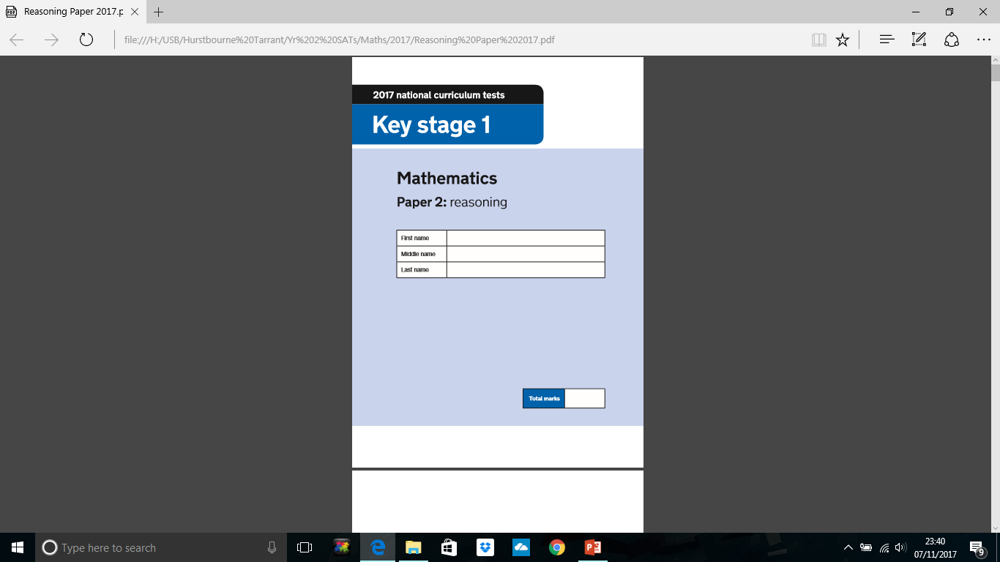 Reasoning Paper 2017.p
file:///H:/USB/Hurstbourne%20Tarrant/Yr%202%20SATs/Maths/2017/Reasoning%20Paper%202017.pdf
2017 national curriculum tests
Key stage 1
Mathematics
Paper 2: reasoning
First name
Middle name
Last name
Total marks
Type here to search
23:40
07/11/2017
9